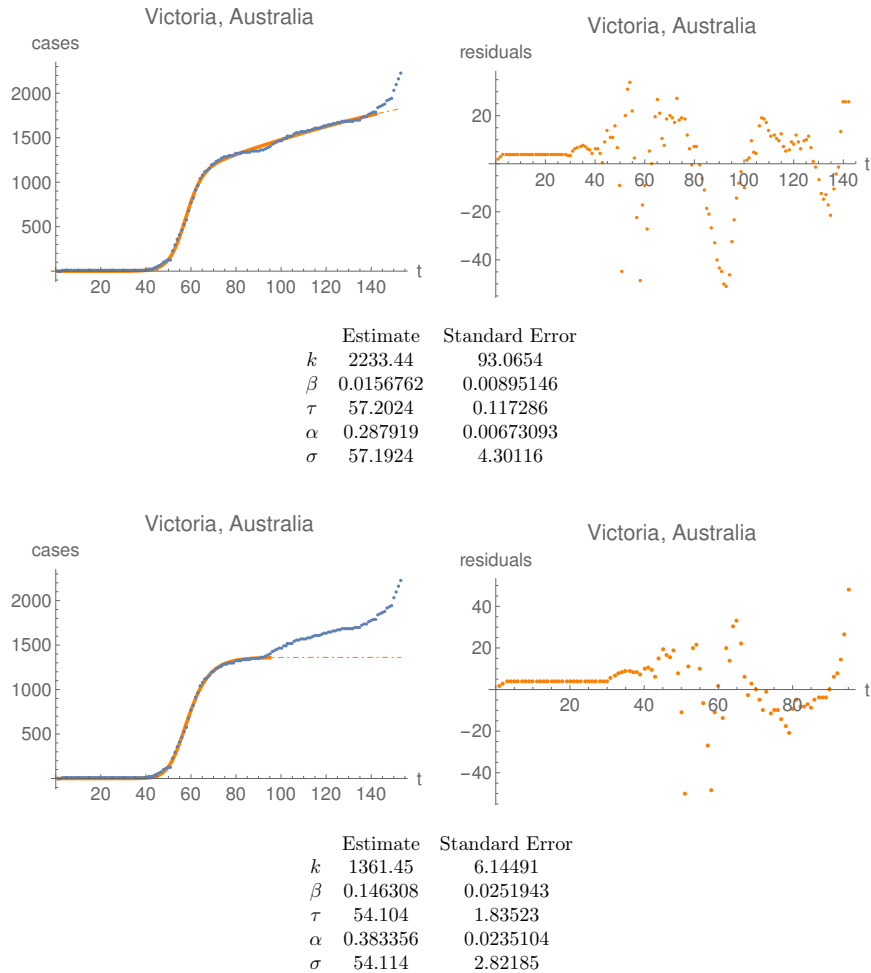 Victoria, Australia
cases
2000
1500
1000
500
20 40 60 80 100 120 140
t
Victoria, Australia
residuals
20
t
20 40 60 80 100 120 140
−20
−40
Estimate Standard Error
k 2233.44 93.0654
β 0.0156762 0.00895146
τ 57.2024 0.117286
α 0.287919 0.00673093
σ 57.1924 4.30116
Victoria, Australia
cases
2000
1500
1000
500
20 40 60 80 100 120 140
t
Victoria, Australia
residuals
40
20
t
20 40 60 80
−20
−40
Estimate Standard Error
k 1361.45 6.14491
β 0.146308 0.0251943
τ 54.104 1.83523
α 0.383356 0.0235104
σ 54.114 2.82185